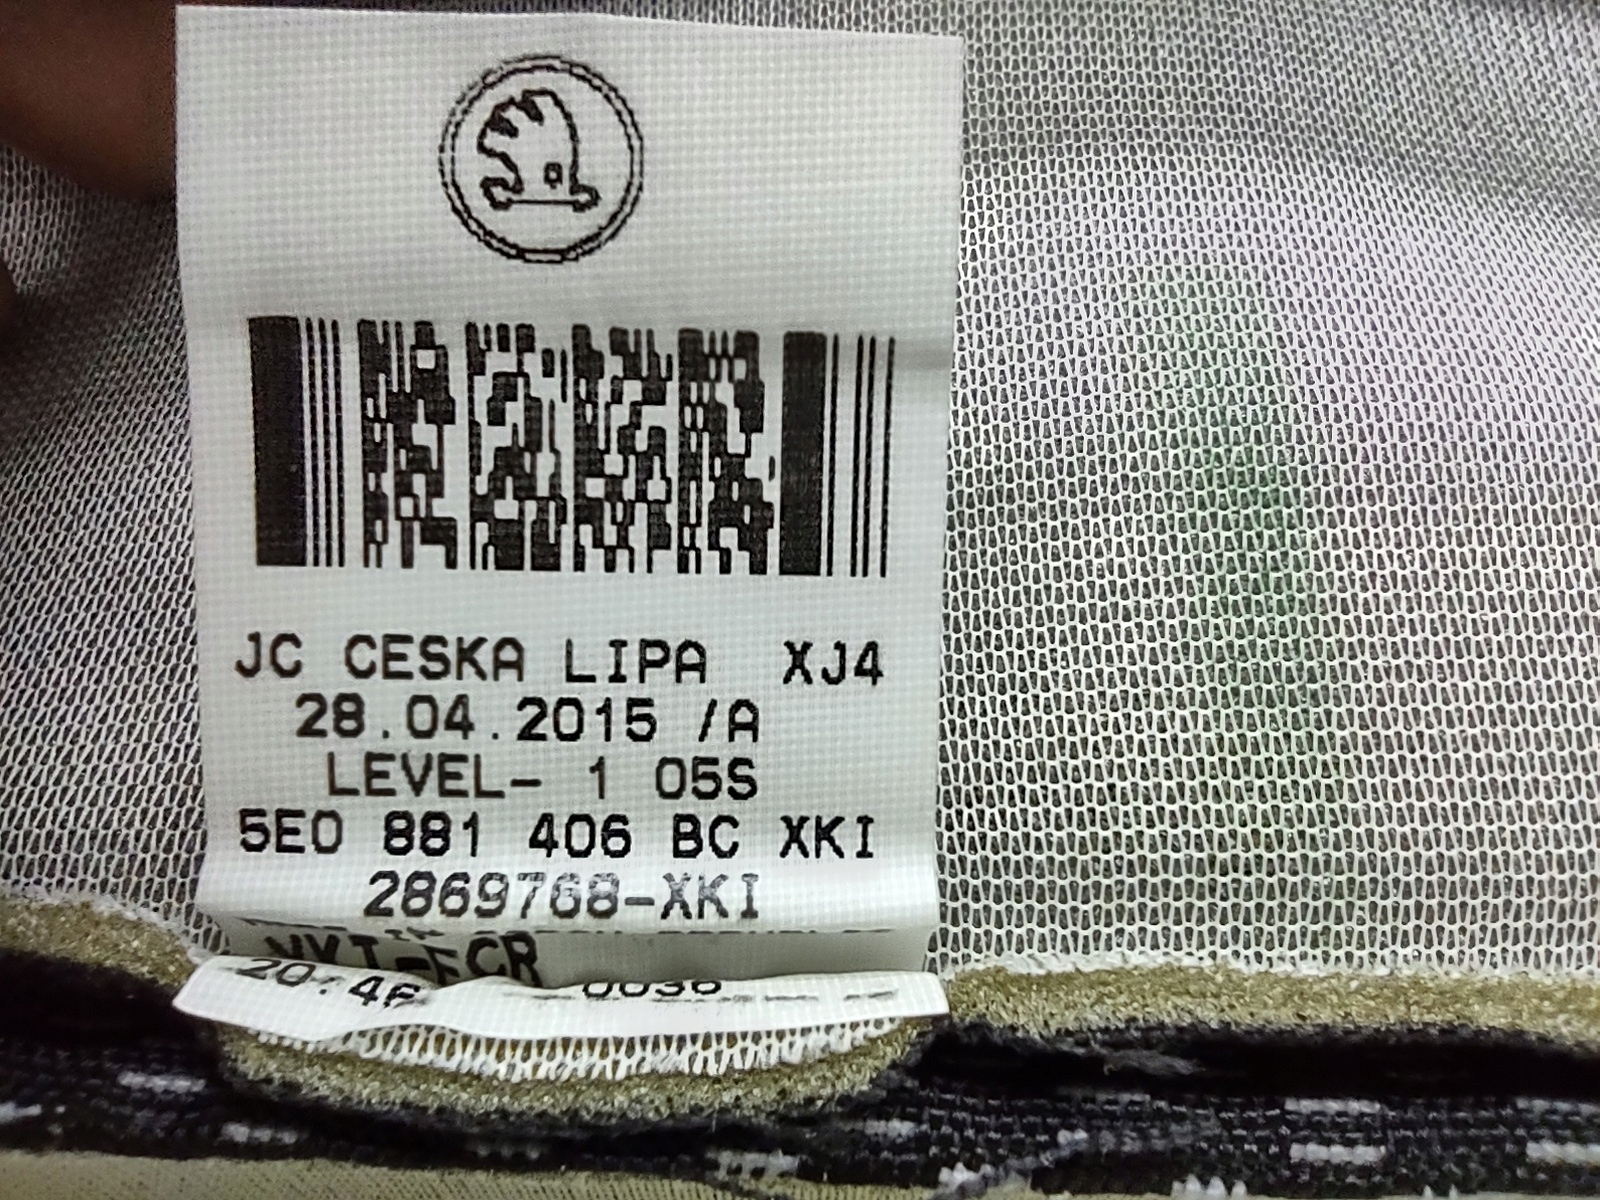 JC CESKA LIPA XJ4
28.04.2015 /A
LEVEL- 1 05S
5E0 881 406 BC XKI
2869768-XKI